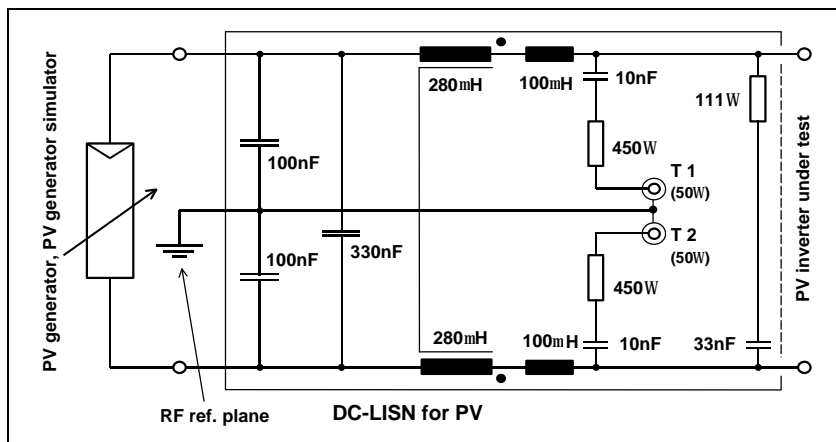 PV generator, PV generator simulator
280mH
100mH
10nF
111W
450W
100nF
T 1
(50W)
T 2
(50W)
100nF
330nF
450W
280mH
100mH
10nF
33nF
PV inverter under test
RF ref. plane
DC-LISN for PV